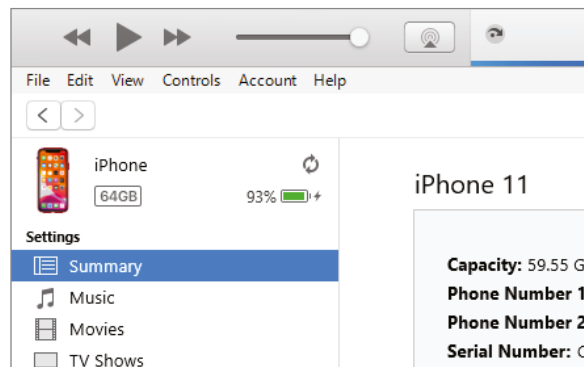 File Edit View Controls Account Help
iPhone
64GB
93%
Settings
Summary
Music
Movies
TV Shows
iPhone 11
Capacity: 59.55 G
Phone Number 1
Phone Number 2
Serial Number: